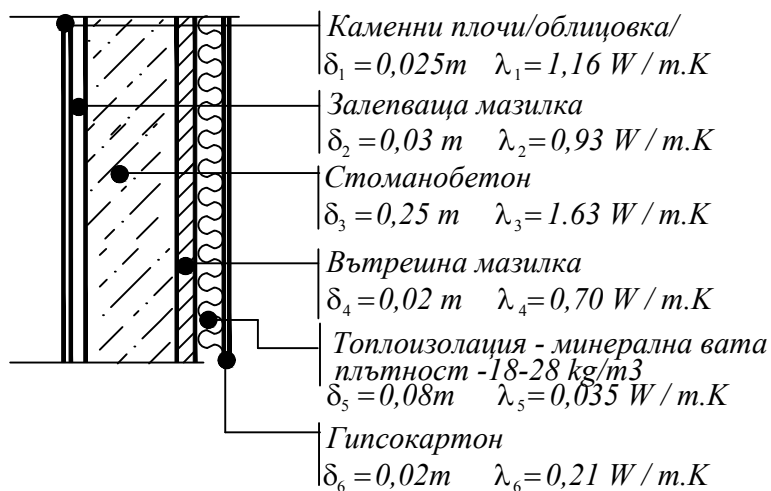 Каменни плочи/облицовка/
δ₁=0,025m λ₁=1,16 W / m.K
Залепваща мазилка
δ₂=0,03 m λ₂=0,93 W / m.K
Стоманобетон
δ₃=0,25 m λ₃=1.63 W / m.K
Вътрешна мазилка
δ₄=0,02 m λ₄=0,70 W / m.K
Топлоизолация - минерална вата
плътност -18-28 kg/m3
δ₅=0,08m λ₅=0,035 W / m.K
Гипсокартон
δ₆=0,02m λ₆=0,21 W / m.K